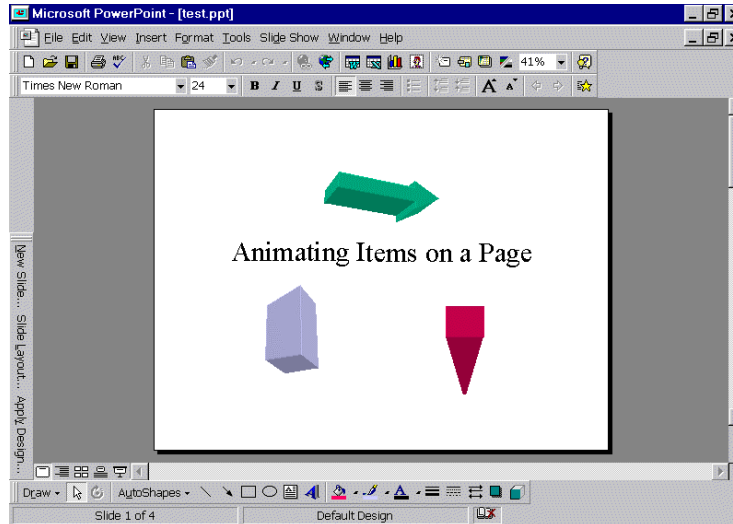 Microsoft PowerPoint - [test.ppt]
File Edit View Insert Format Tools Slide Show Window Help
41%
Times New Roman 24 B I U S A A
Animating Items on a Page
New Slide... Slide Layout... Apply Design...
Draw AutoShapes A A
Slide 1 of 4 Default Design